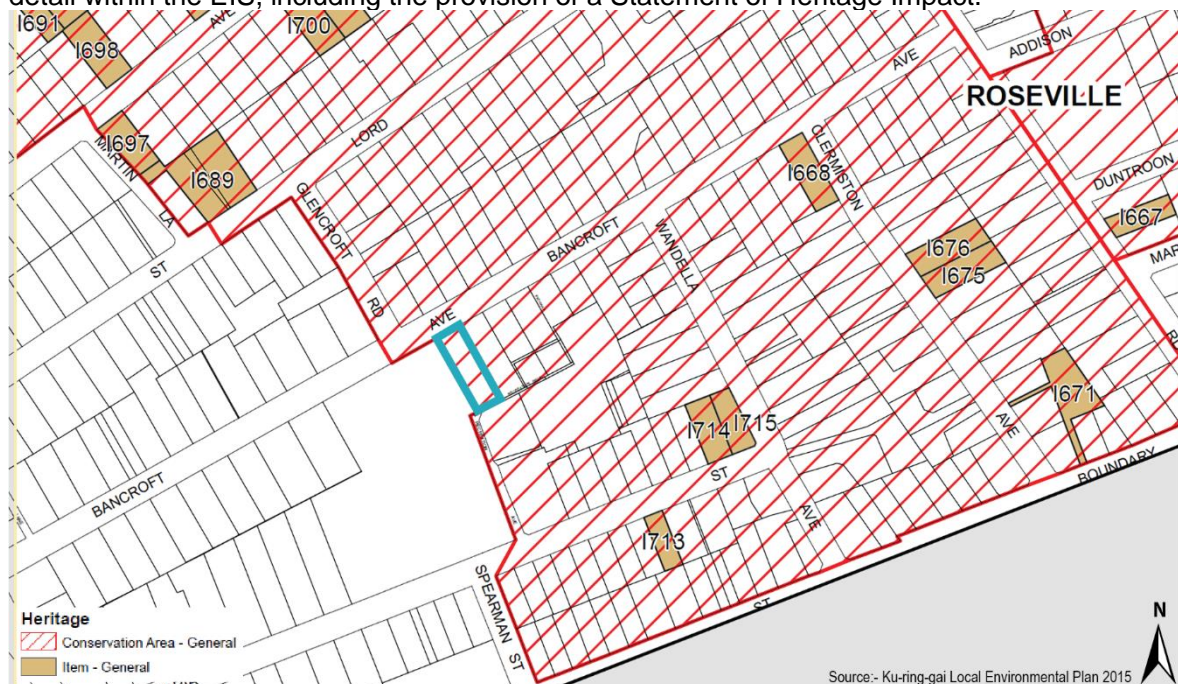 detail within the EIS, including the provision of a Statement of Heritage Impact.
I691
I698
AVE
I700
ADDISON
AVE
ROSEVILLE
I697
MARTIN
LA
I689
LORD
ST
GLENCROFT
RD
CLERMISTON
I668
DUNTROON
I667
BANCROFT
WANDELLA
I676
I675
AVE
I671
I714
I715
ST
AVE
AVE
BOUNDARY
BANCROFT
I713
SPEARMAN
ST
ST
Heritage
Conservation Area - General
Item - General
N
Source:- Ku-ring-gai Local Environmental Plan 2015